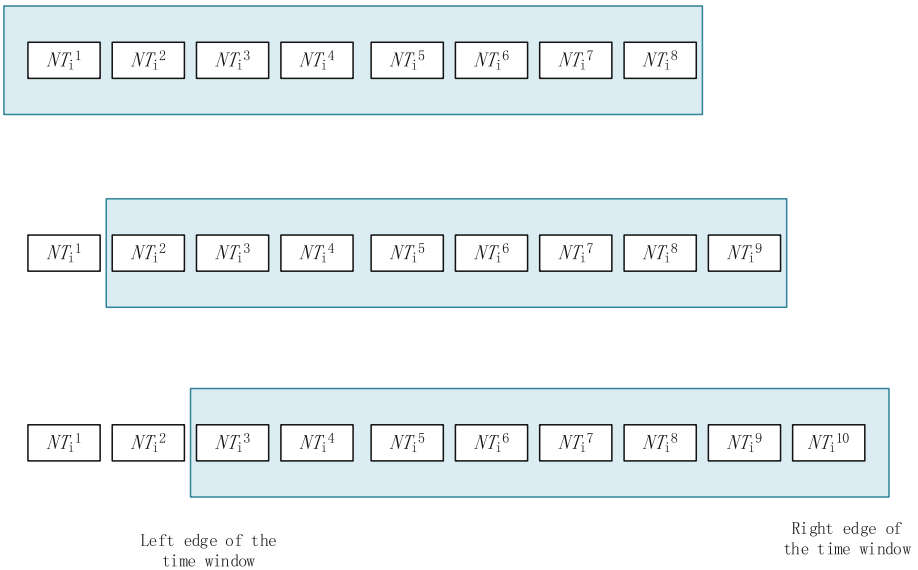 NTᵢ¹ NTᵢ² NTᵢ³ NTᵢ⁴ NTᵢ⁵ NTᵢ⁶ NTᵢ⁷ NTᵢ⁸
NTᵢ¹ NTᵢ² NTᵢ³ NTᵢ⁴ NTᵢ⁵ NTᵢ⁶ NTᵢ⁷ NTᵢ⁸ NTᵢ⁹
NTᵢ¹ NTᵢ² NTᵢ³ NTᵢ⁴ NTᵢ⁵ NTᵢ⁶ NTᵢ⁷ NTᵢ⁸ NTᵢ⁹ NTᵢ¹⁰
Left edge of the
time window
Right edge of
the time window